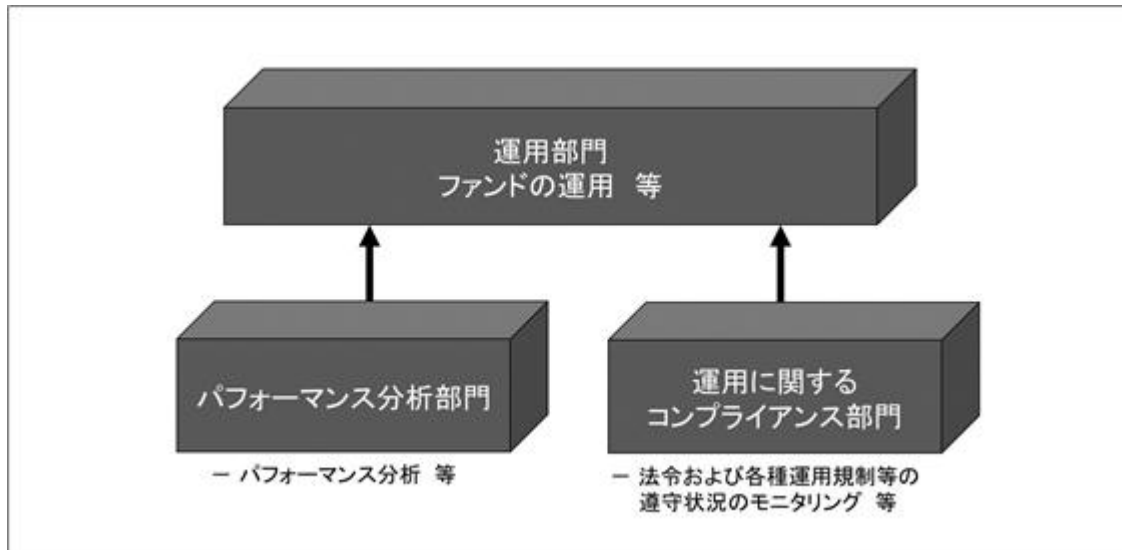 運用部門
ファンドの運用 等
パフォーマンス分析部門
－ パフォーマンス分析 等
運用に関する
コンプライアンス部門
－ 法令および各種運用規制等の
遵守状況のモニタリング 等